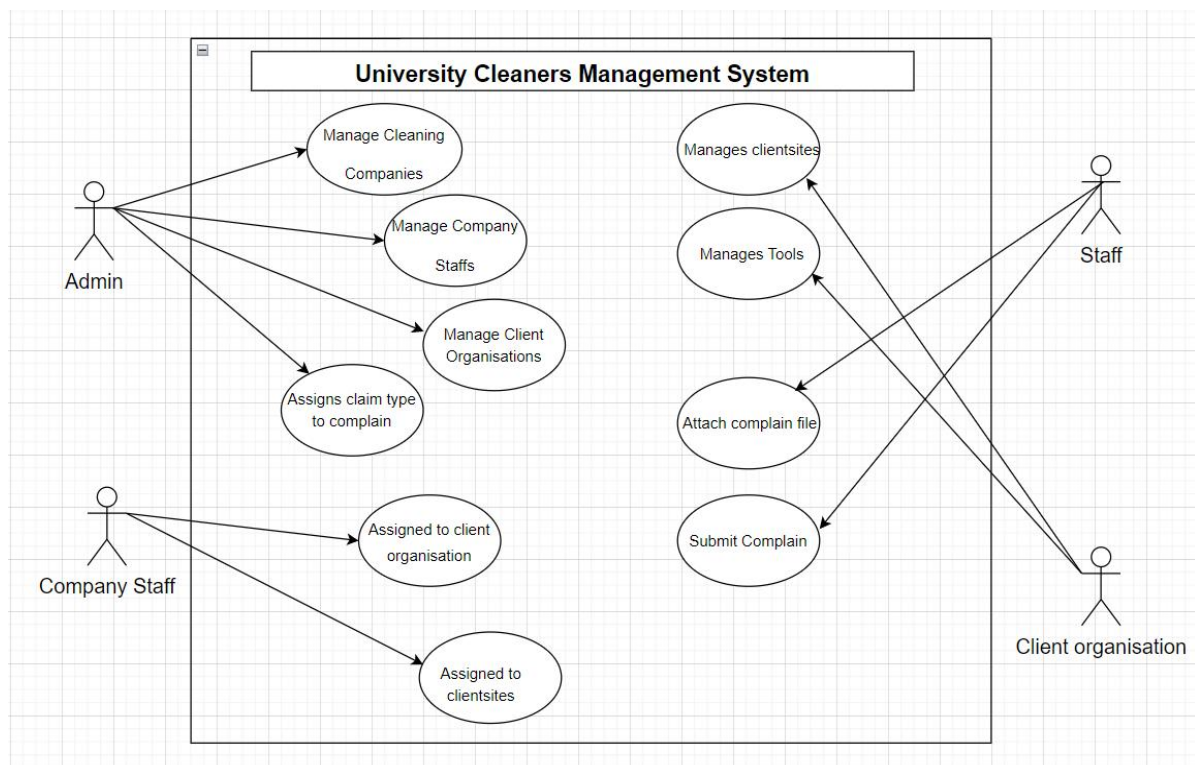 University Cleaners Management System
Manage Cleaning
Companies
Manage Company
Staffs
Manage Client
Organisations
Assigns claim type
to complain
Admin
Assigned to client
organisation
Assigned to
clientsites
Company Staff
Manages clientsites
Manages Tools
Attach complain file
Submit Complain
Staff
Client organisation